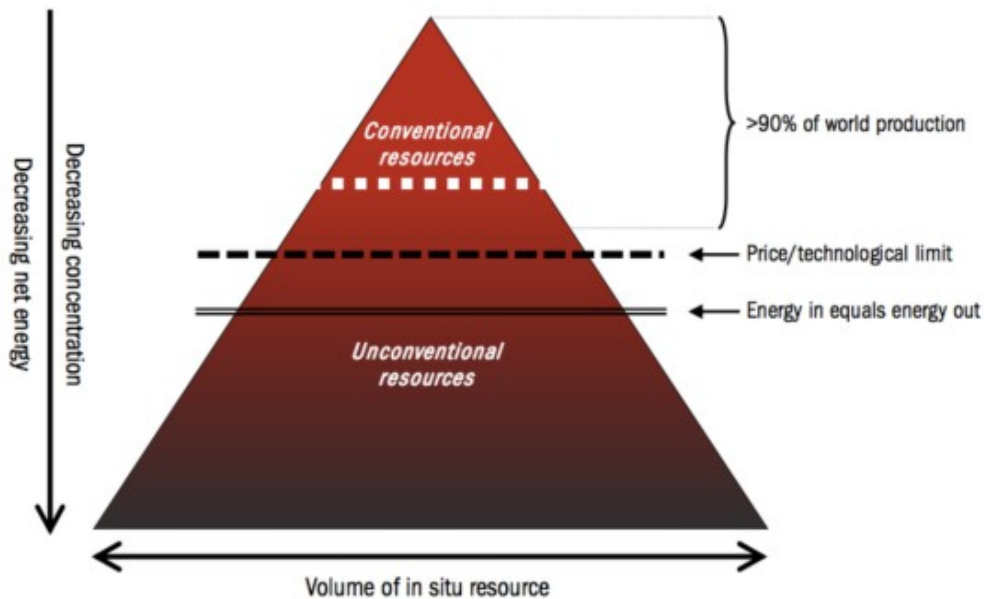 Conventional
resources
>90% of world production
Price/technological limit
Energy in equals energy out
Unconventional
resources
Decreasing concentration
Decreasing net energy
Volume of in situ resource